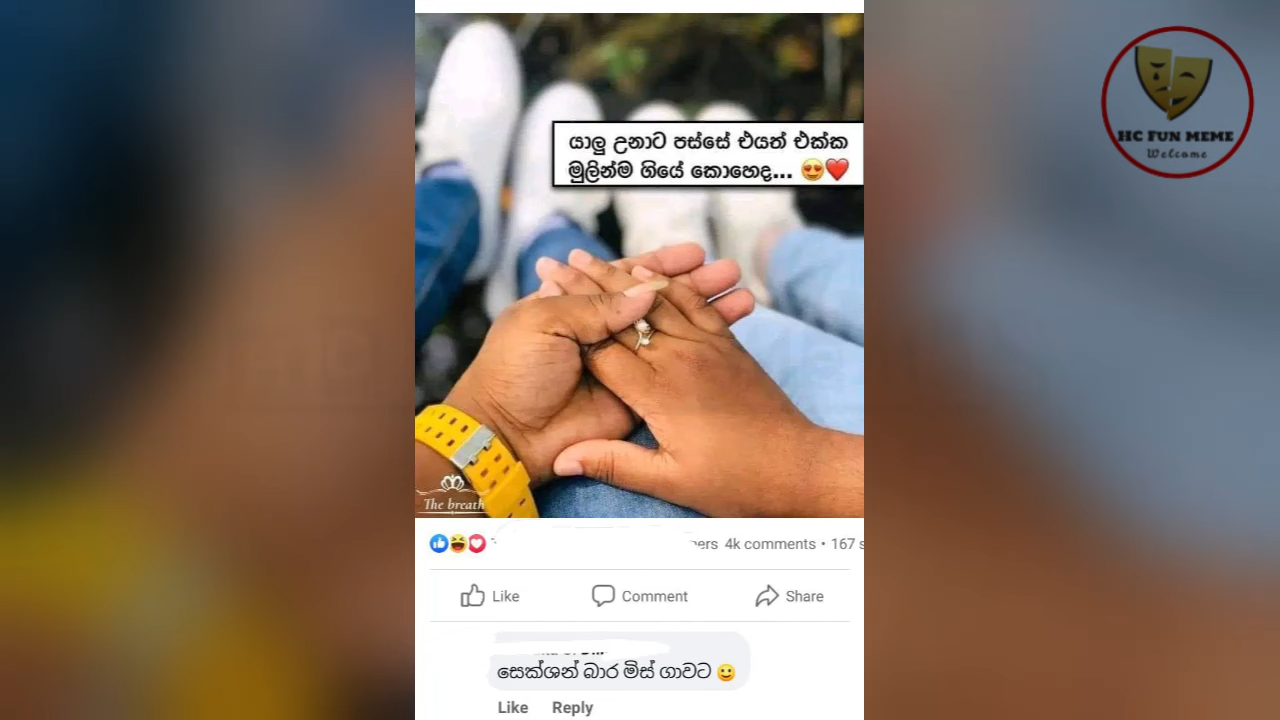 HC FUN MEME
Welcome
යාලු උනාට පස්සේ එයත් එක්ක
මුලින්ම ගියේ කොහෙද... 😍❤️
The breath
4k comments • 167
Like Comment Share
සෙක්ශන් බාර මිස් ගාවට 🙂
Like Reply